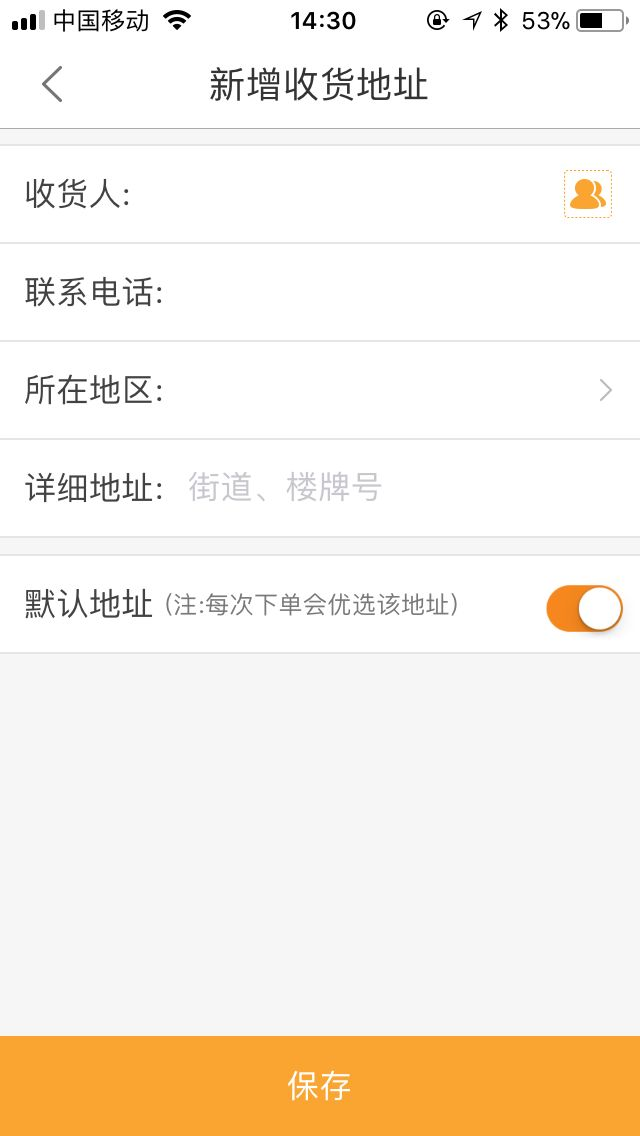 中国移动 14:30 53%
新增收货地址
收货人:
联系电话:
所在地区:
详细地址: 街道、楼牌号
默认地址 (注:每次下单会优选该地址)
保存